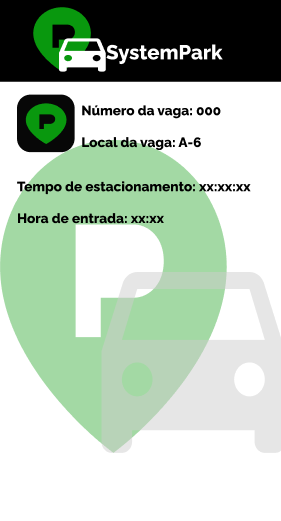 P
SystemPark
P
Número da vaga: 000
Local da vaga: A-6
Tempo de estacionamento: xx:xx:xx
Hora de entrada: xx:xx
P